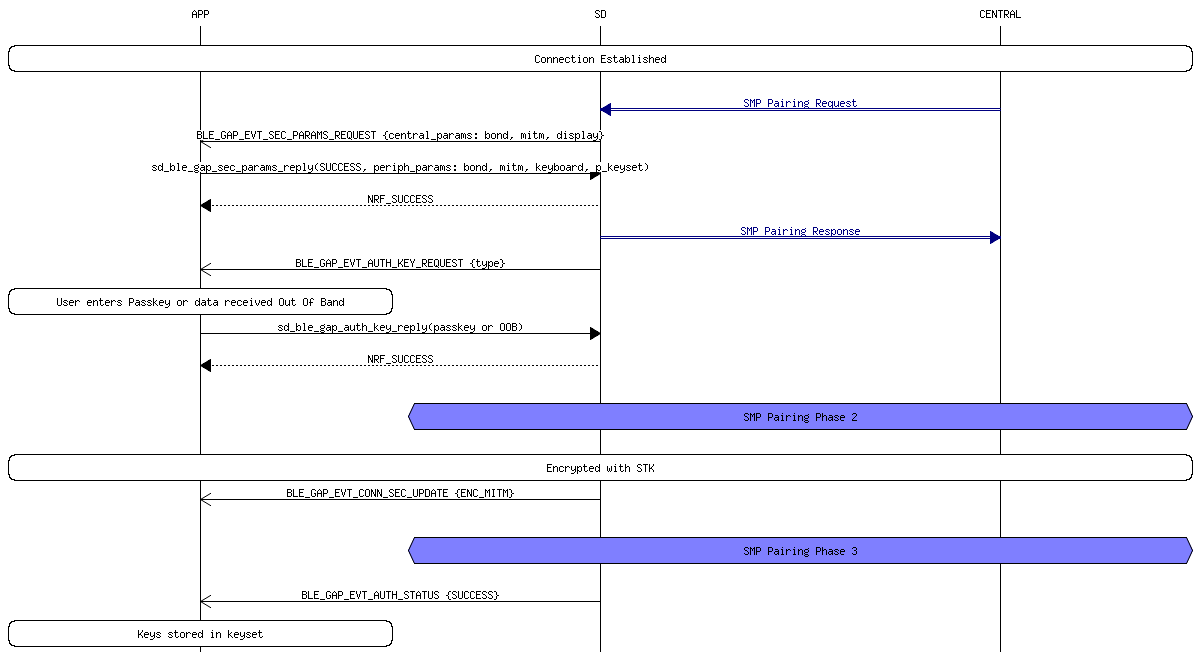 APP SD CENTRAL
Connection Established
SMP Pairing Request
BLE_GAP_EVT_SEC_PARAMS_REQUEST {central_params: bond, mitm, display}
sd_ble_gap_sec_params_reply(SUCCESS, periph_params: bond, mitm, keyboard, p_keyset)
NRF_SUCCESS
SMP Pairing Response
BLE_GAP_EVT_AUTH_KEY_REQUEST {type}
User enters Passkey or data received Out Of Band
sd_ble_gap_auth_key_reply(passkey or OOB)
NRF_SUCCESS
SMP Pairing Phase 2
Encrypted with STK
BLE_GAP_EVT_CONN_SEC_UPDATE {ENC_MITM}
SMP Pairing Phase 3
BLE_GAP_EVT_AUTH_STATUS {SUCCESS}
Keys stored in keyset